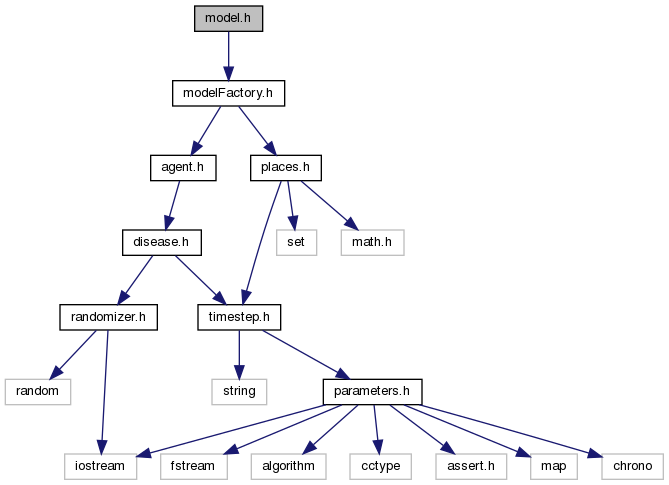 model.h
modelFactory.h
agent.h
places.h
disease.h
set
math.h
randomizer.h
timestep.h
random
string
parameters.h
iostream
fstream
algorithm
cctype
assert.h
map
chrono